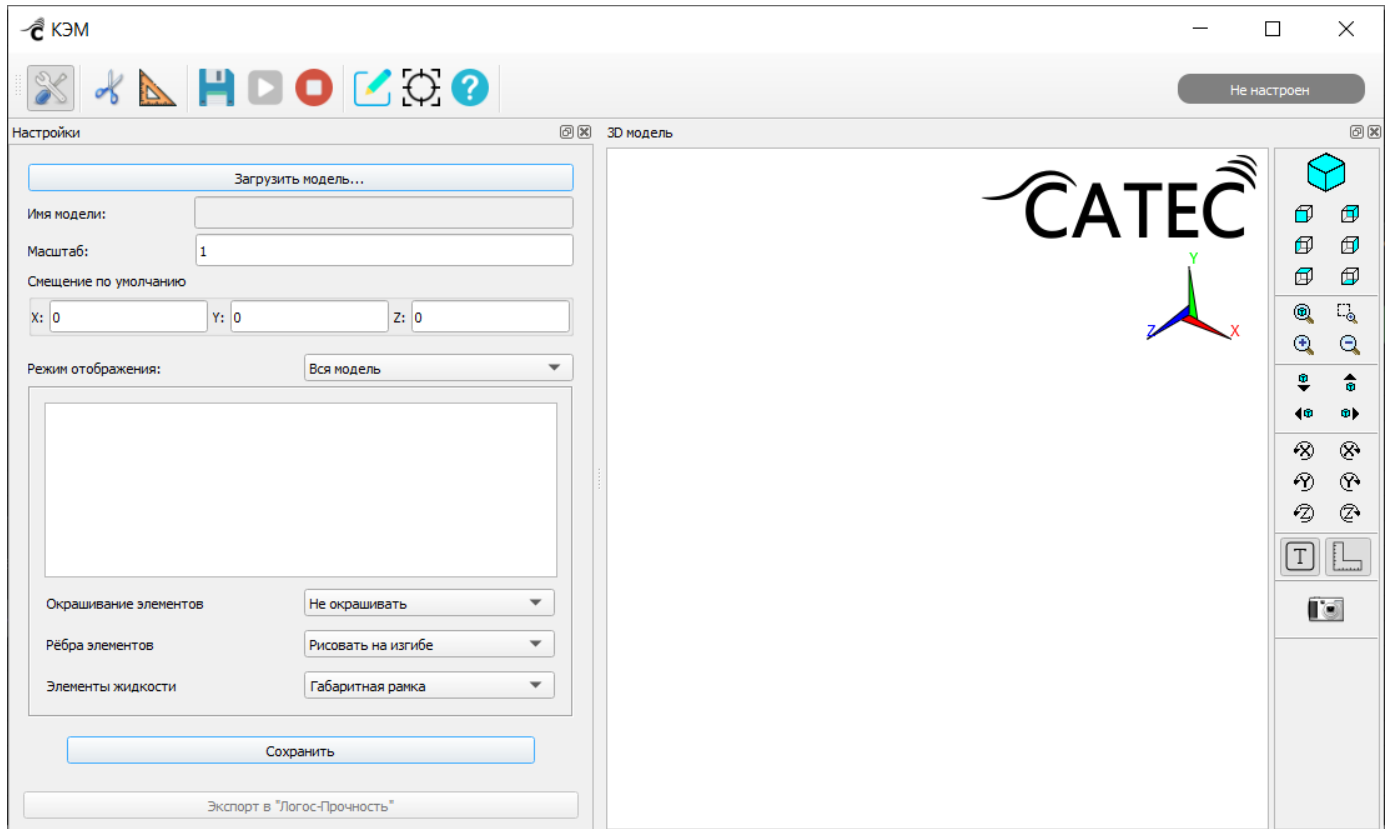 КЭМ
Не настроен
Настройки
3D модель
Загрузить модель...
CATEC
Имя модели:
Масштаб: 1
Смещение по умолчанию
X: 0 Y: 0 Z: 0
Y
Z X
Режим отображения: Вся модель
X X
Y Y
Z Z
T
Окрашивание элементов Не окрашивать
Рёбра элементов Рисовать на изгибе
Элементы жидкости Габаритная рамка
Сохранить
Экспорт в "Логос-Прочность"